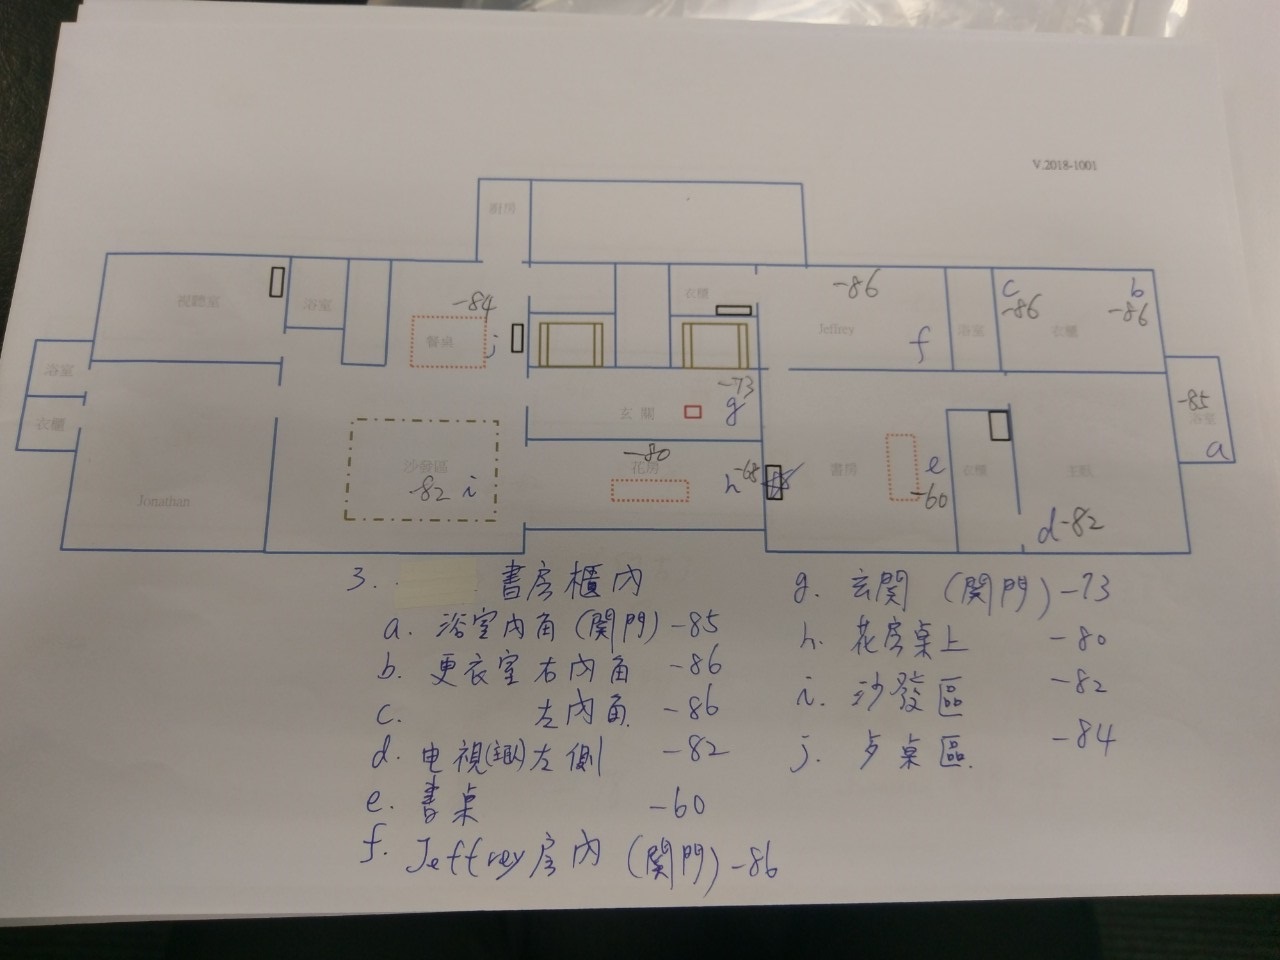 V.2018-1001
廚房
視聽室
浴室
-84
餐桌
j
衣櫃
-86
Jeffrey
f
浴室
c
-86
衣櫃
b
-86
浴室
衣櫃
-73
g
玄關
-85
浴室
a
Jonathan
沙發區
-82 i
-80
花房
h -68
書房
e
-60
衣櫃
主臥
d -82
3. 書房櫃內
a. 浴室內角 (関門) -85
b. 更衣室右內角 -86
c. 左內角 -86
d. 电視(主臥)左側 -82
e. 書桌 -60
f. Jeffrey房內 (関門) -86
g. 玄関 (関門) -73
h. 花房桌上 -80
i. 沙發區 -82
j. 桌區 -84